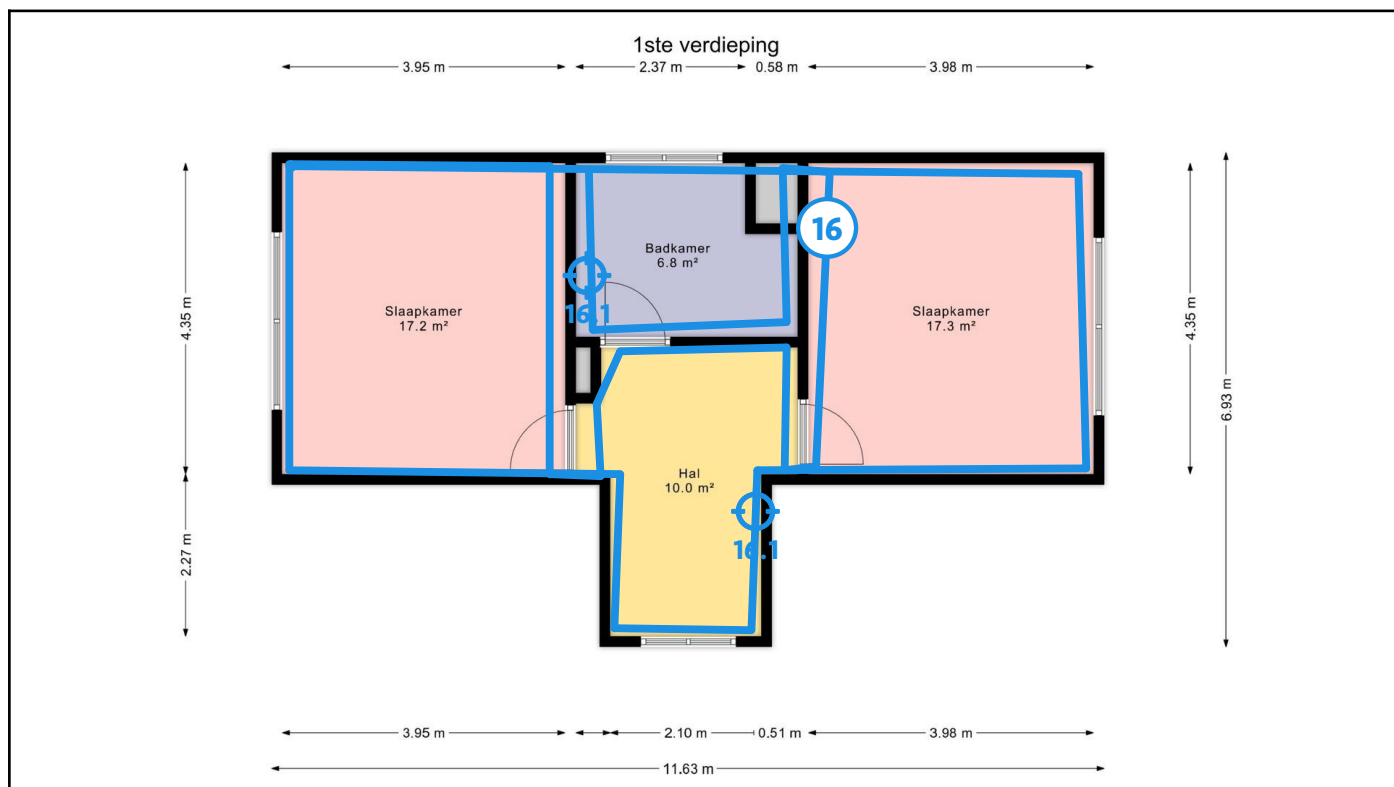 1ste verdieping
3.95 m
2.37 m
0.58 m
3.98 m
4.35 m
4.35 m
6.93 m
2.27 m
Badkamer
6.8 m²
16
16.1
Slaapkamer
17.2 m²
Slaapkamer
17.3 m²
Hal
10.0 m²
16.1
3.95 m
2.10 m
0.51 m
3.98 m
11.63 m